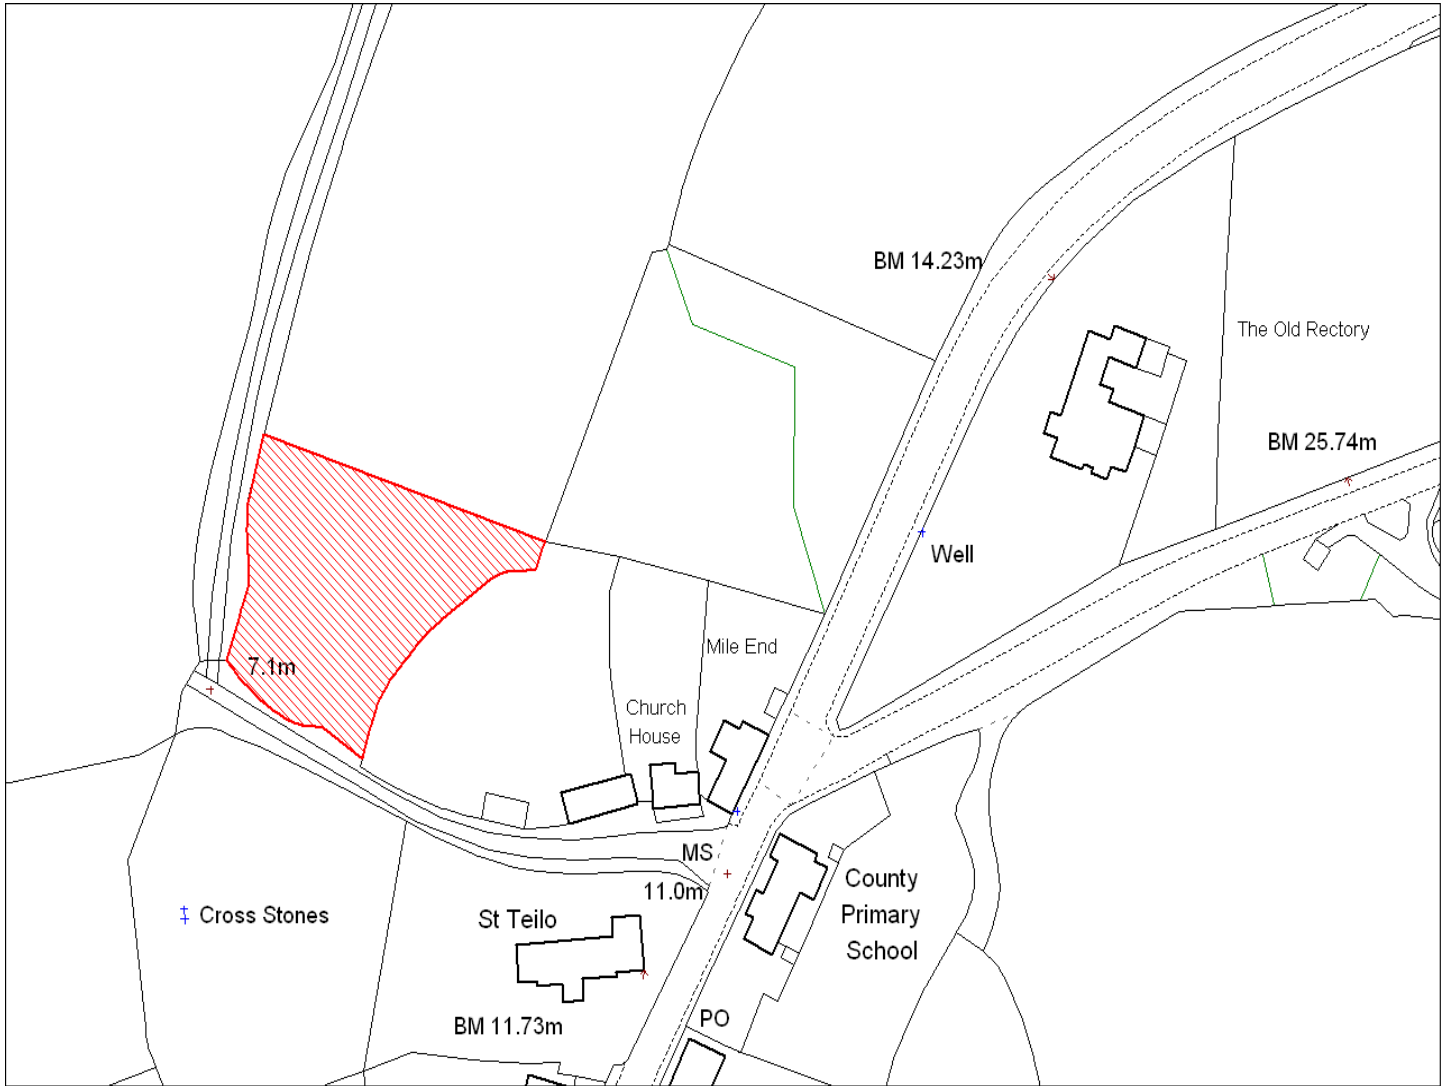 BM 14.23m
The Old Rectory
BM 25.74m
Well
Mile End
7.1m
Church
House
MS
11.0m
County
Primary
School
Cross Stones
St Teilo
BM 11.73m
PO